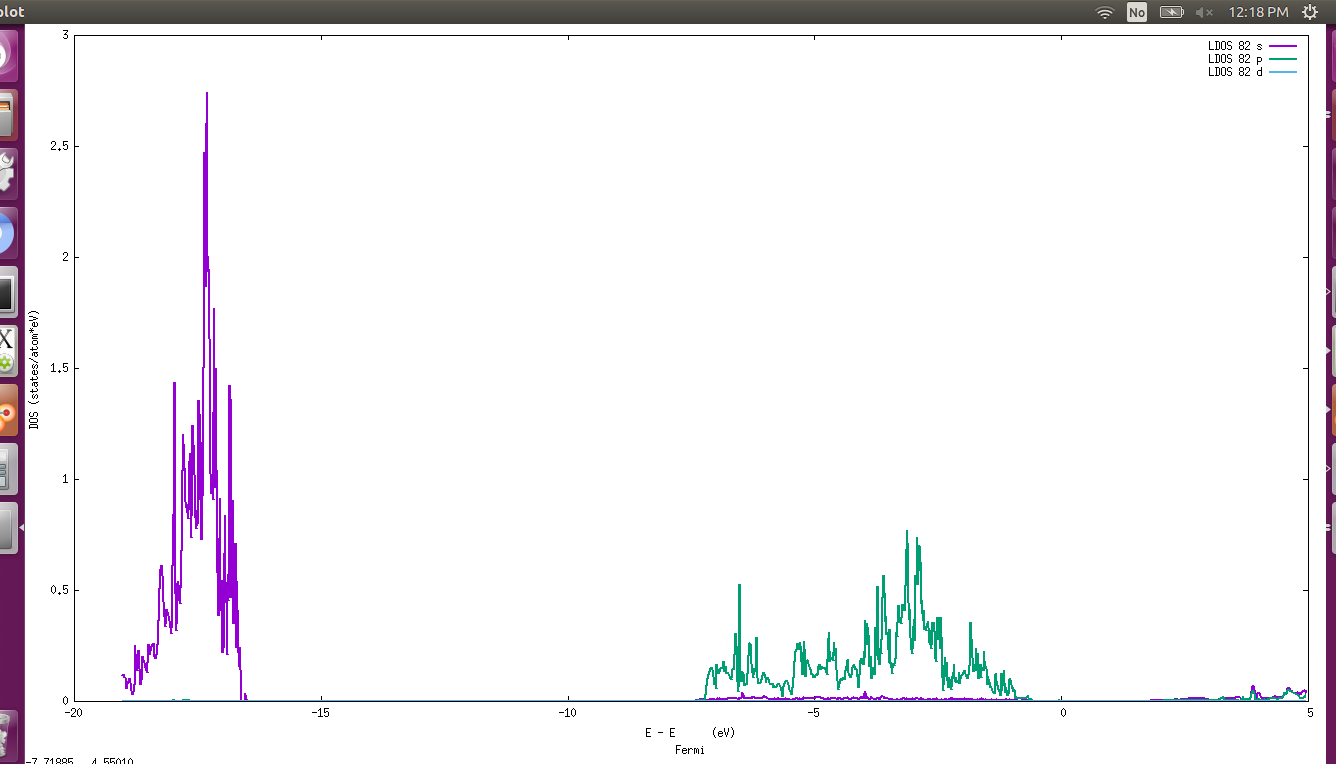 plot
No
12:18 PM
3
LDOS 82 s
LDOS 82 p
LDOS 82 d
2.5
2
1.5
DOS (states/atom*eV)
1
0.5
0
-20 -15 -10 -5 0 5
E - E (eV)
Fermi
-7.71885 4.55010